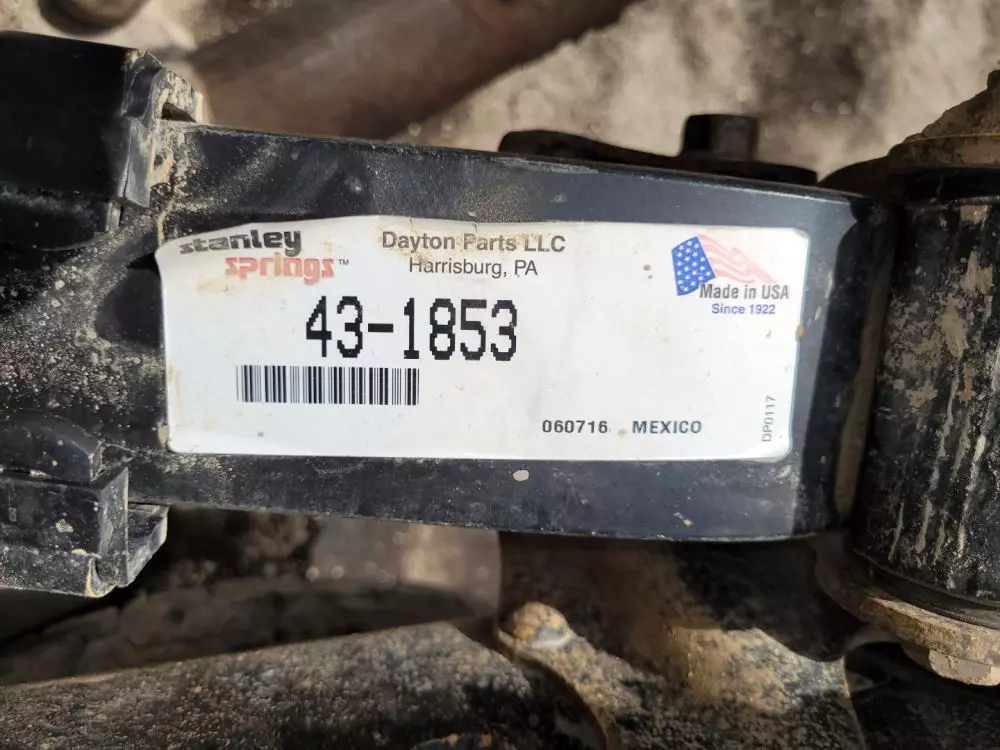 stanley
springs™
Dayton Parts LLC
Harrisburg, PA
Made in USA
Since 1922
43-1853
060716 MEXICO
DP0117